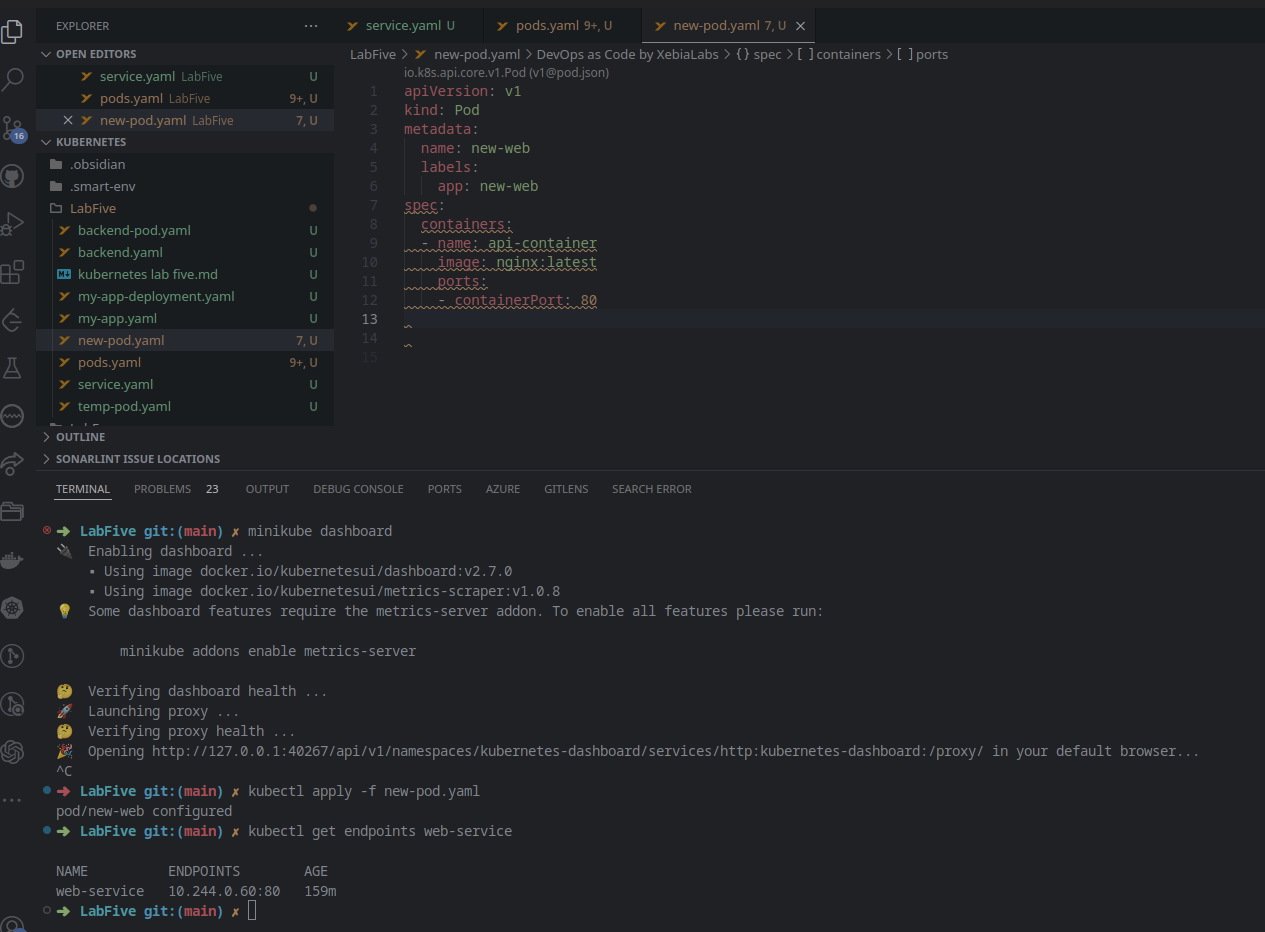 EXPLORER
service.yaml U
pods.yaml 9+, U
new-pod.yaml 7, U
OPEN EDITORS
service.yaml LabFive U
pods.yaml LabFive 9+, U
new-pod.yaml LabFive 7, U
16
KUBERNETES
.obsidian
.smart-env
LabFive
backend-pod.yaml U
backend.yaml U
kubernetes lab five.md U
my-app-deployment.yaml U
my-app.yaml U
new-pod.yaml 7, U
pods.yaml 9+, U
service.yaml U
temp-pod.yaml U
OUTLINE
SONARLINT ISSUE LOCATIONS
LabFive > new-pod.yaml > DevOps as Code by XebiaLabs > {} spec > [ ] containers > [ ] ports
io.k8s.api.core.v1.Pod (v1@pod.json)
1 apiVersion: v1
2 kind: Pod
3 metadata:
4 name: new-web
5 labels:
6 app: new-web
7 spec:
8 containers:
9 - name: api-container
10 image: nginx:latest
11 ports:
12 - containerPort: 80
13
14
15
TERMINAL PROBLEMS 23 OUTPUT DEBUG CONSOLE PORTS AZURE GITLENS SEARCH ERROR
➜ LabFive git:(main) ✗ minikube dashboard
🔌 Enabling dashboard ...
▪ Using image docker.io/kubernetesui/dashboard:v2.7.0
▪ Using image docker.io/kubernetesui/metrics-scraper:v1.0.8
💡 Some dashboard features require the metrics-server addon. To enable all features please run:
minikube addons enable metrics-server
🤔 Verifying dashboard health ...
🚀 Launching proxy ...
🤔 Verifying proxy health ...
🎉 Opening http://127.0.0.1:40267/api/v1/namespaces/kubernetes-dashboard/services/http:kubernetes-dashboard:/proxy/ in your default browser...
^C
➜ LabFive git:(main) ✗ kubectl apply -f new-pod.yaml
pod/new-web configured
➜ LabFive git:(main) ✗ kubectl get endpoints web-service
NAME ENDPOINTS AGE
web-service 10.244.0.60:80 159m
➜ LabFive git:(main) ✗